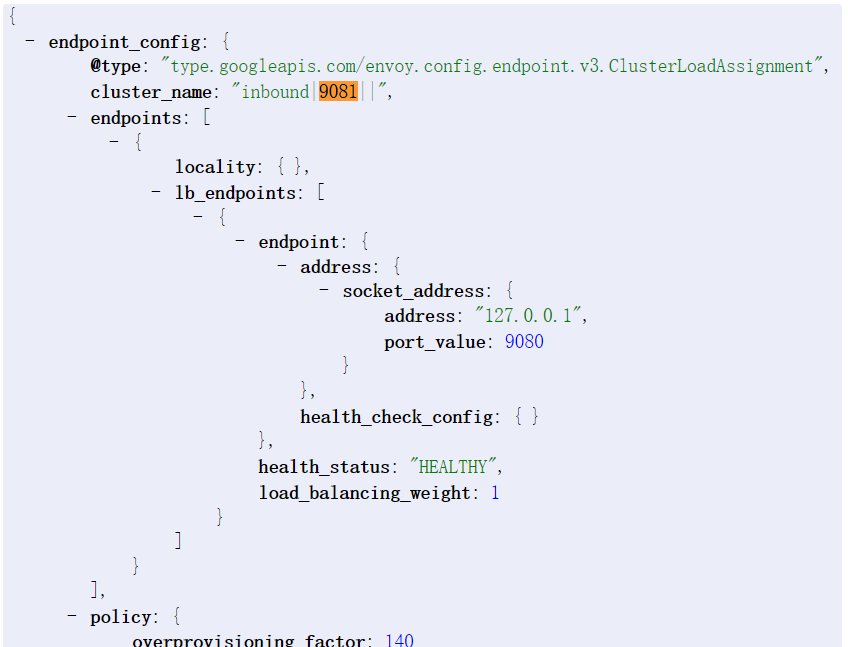 {
- endpoint_config: {
@type: "type.googleapis.com/envoy.config.endpoint.v3.ClusterLoadAssignment",
cluster_name: "inbound|9081||",
- endpoints: [
- {
locality: { },
- lb_endpoints: [
- {
- endpoint: {
- address: {
- socket_address: {
address: "127.0.0.1",
port_value: 9080
}
},
health_check_config: { }
},
health_status: "HEALTHY",
load_balancing_weight: 1
}
]
}
],
- policy: {
overprovisioning_factor: 140